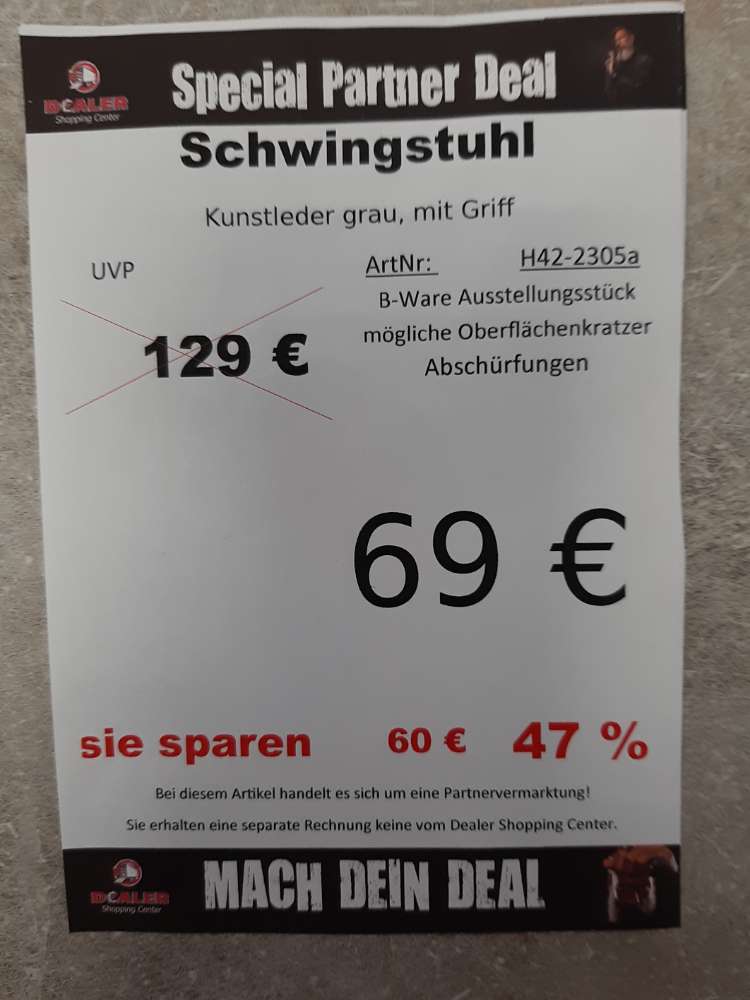 DEALER
Shopping Center
Special Partner Deal
Schwingstuhl
Kunstleder grau, mit Griff
UVP
ArtNr: H42-2305a
B-Ware Ausstellungsstück
129 €
mögliche Oberflächenkratzer
Abschürfungen
69 €
sie sparen 60 € 47 %
Bei diesem Artikel handelt es sich um eine Partnervermarktung!
Sie erhalten eine separate Rechnung keine vom Dealer Shopping Center.
DEALER
Shopping Center
MACH DEIN DEAL